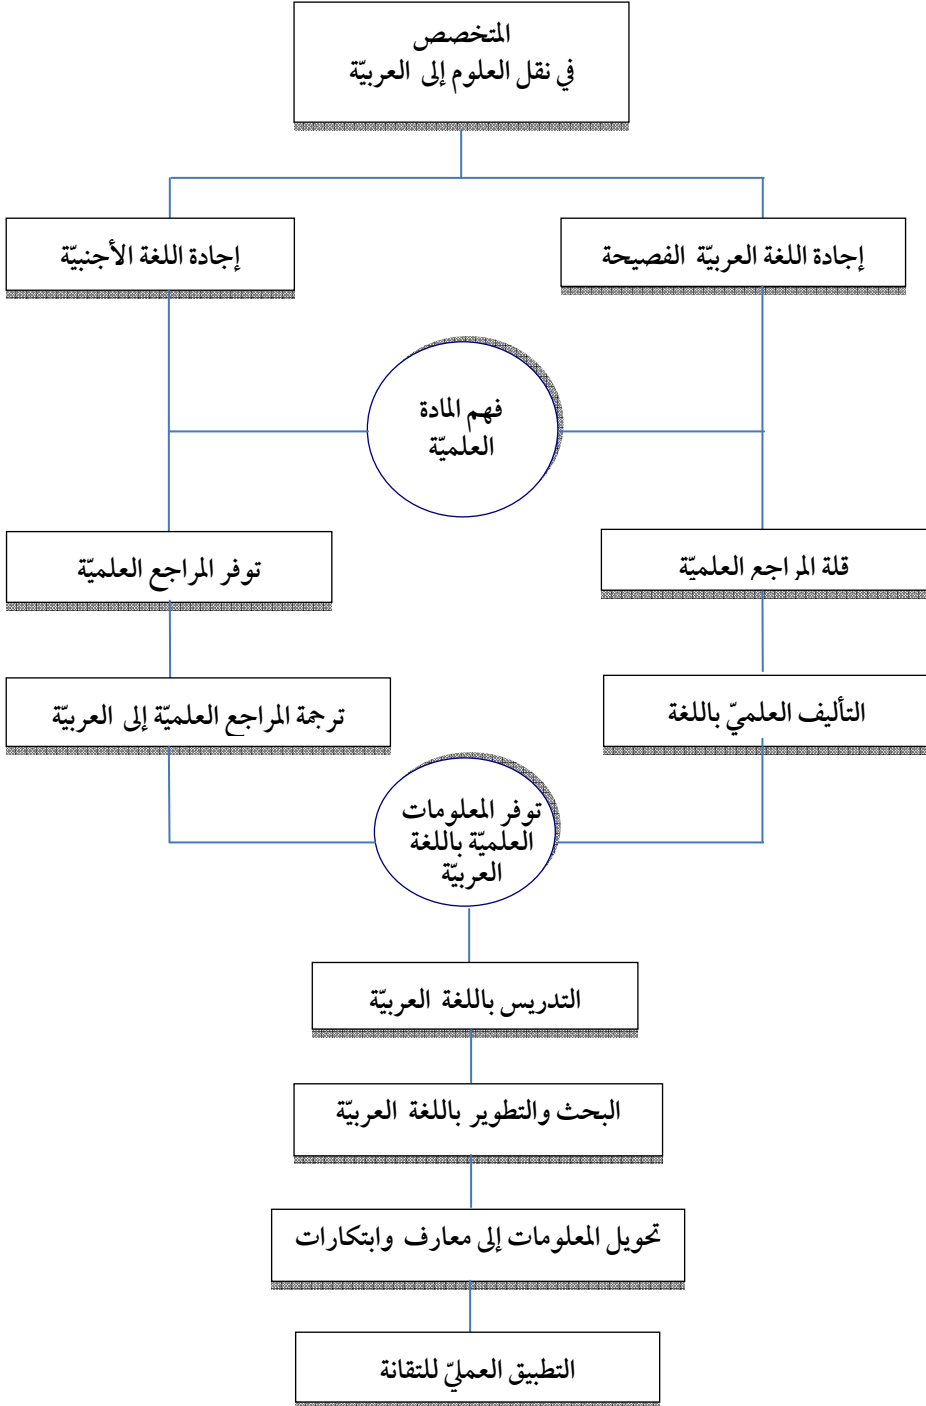 المتخصص
في نقل العلوم إلى العربيّة
إجادة اللغة العربيّة الفصيحة
إجادة اللغة الأجنبيّة
فهم المادة
العلميّة
قلة المراجع العلميّة
توفر المراجع العلميّة
التأليف العلميّ باللغة
ترجمة المراجع العلميّة إلى العربيّة
توفر المعلومات
العلميّة باللغة
العربيّة
التدريس باللغة العربيّة
البحث والتطوير باللغة العربيّة
تحويل المعلومات إلى معارف وابتكارات
التطبيق العمليّ للتقانة